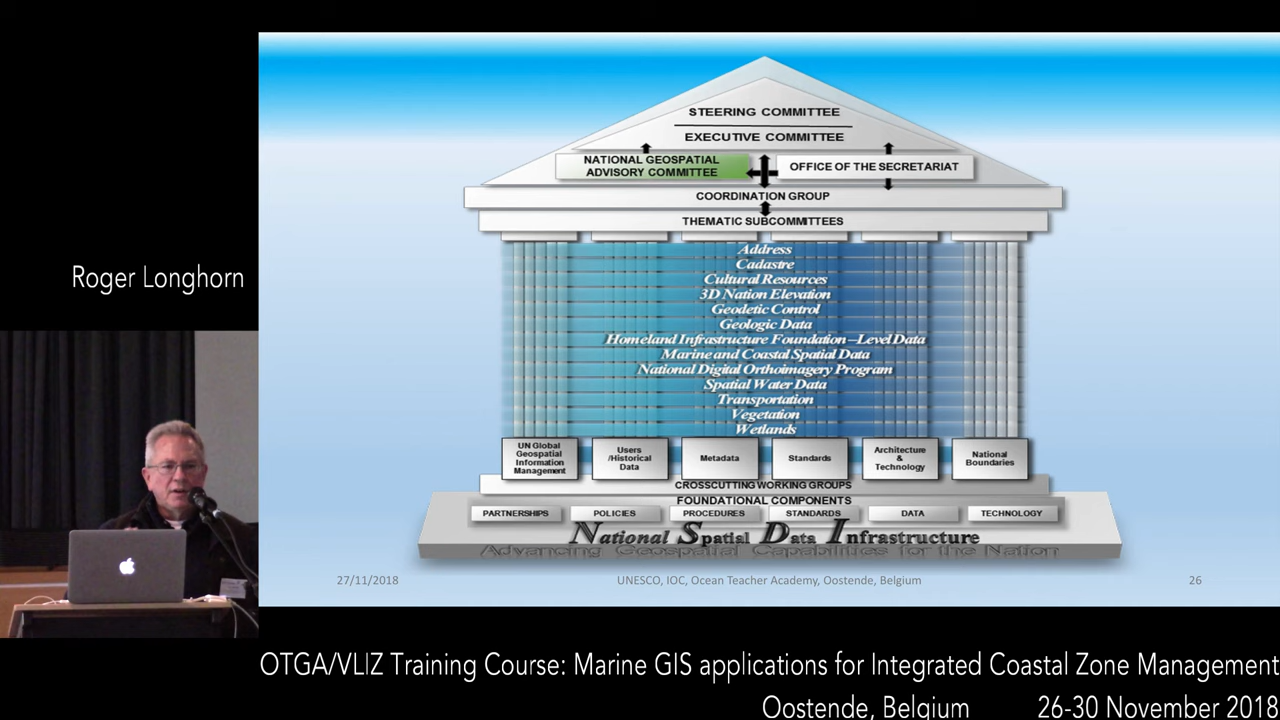 STEERING COMMITTEE
EXECUTIVE COMMITTEE
NATIONAL GEOSPATIAL
ADVISORY COMMITTEE
OFFICE OF THE SECRETARIAT
COORDINATION GROUP
THEMATIC SUBCOMMITTEES
Address
Cadastre
Cultural Resources
3D Nation Elevation
Geodetic Control
Geologic Data
Homeland Infrastructure Foundation–Level Data
Marine and Coastal Spatial Data
National Digital Orthoimagery Program
Spatial Water Data
Transportation
Vegetation
Wetlands
UN Global
Geospatial
Information
Management
Users
/Historical
Data
Metadata
Standards
Architecture
&
Technology
National
Boundaries
CROSSCUTTING WORKING GROUPS
FOUNDATIONAL COMPONENTS
PARTNERSHIPS
POLICIES
PROCEDURES
STANDARDS
DATA
TECHNOLOGY
National Spatial Data Infrastructure
Advancing Geospatial Capabilities for the Nation
27/11/2018
UNESCO, IOC, Ocean Teacher Academy, Oostende, Belgium
26
Roger Longhorn
OTGA/VLIZ Training Course: Marine GIS applications for Integrated Coastal Zone Management
Oostende, Belgium 26-30 November 2018